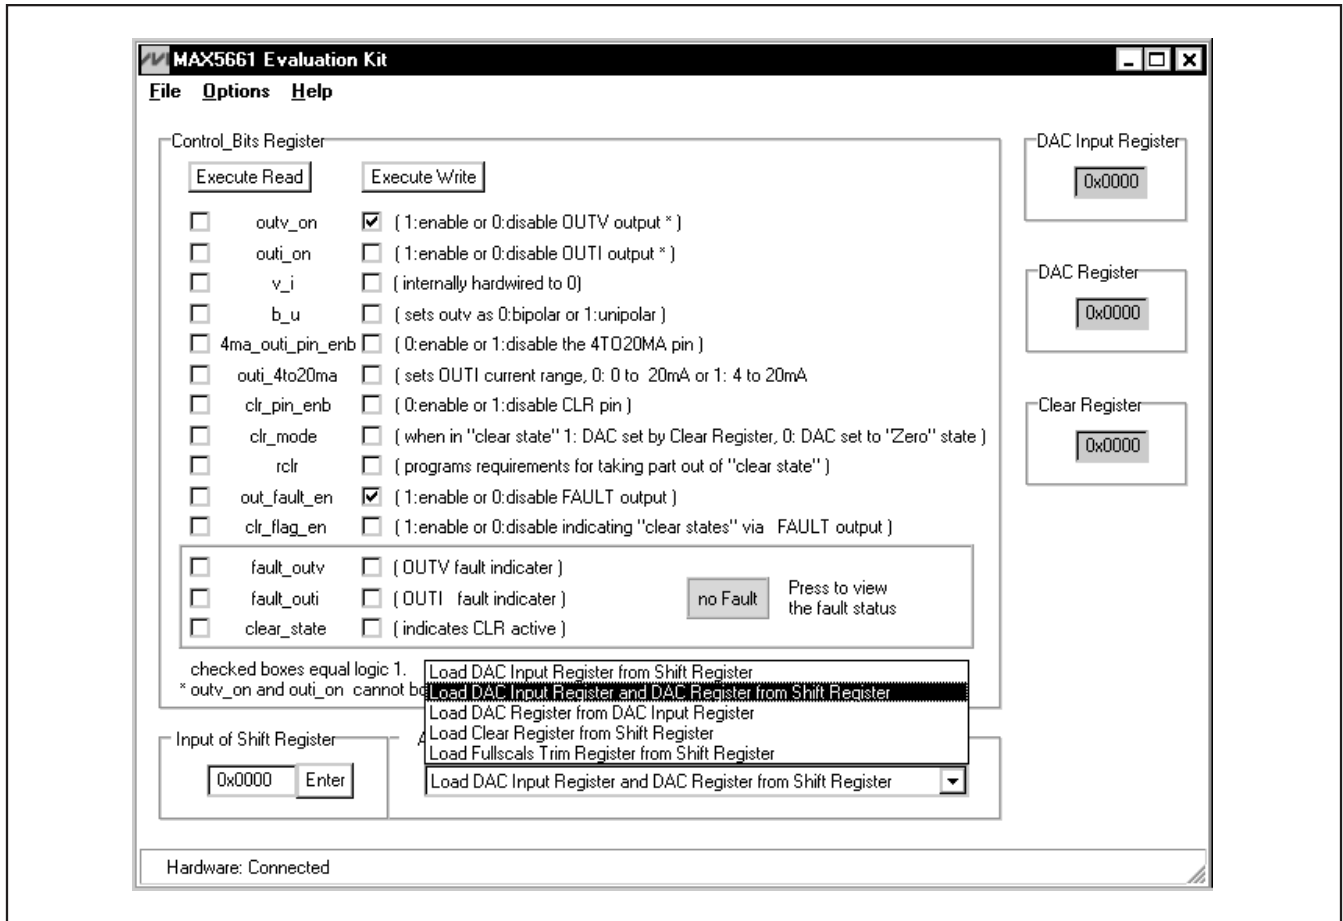 MAX5661 Evaluation Kit
File Options Help
Control_Bits Register
Execute Read Execute Write
outv_on ( 1:enable or 0:disable OUTV output * )
outi_on ( 1:enable or 0:disable OUTI output * )
v_i ( internally hardwired to 0)
b_u ( sets outv as 0:bipolar or 1:unipolar )
4ma_outi_pin_enb ( 0:enable or 1:disable the 4TO20MA pin )
outi_4to20ma ( sets OUTI current range, 0: 0 to 20mA or 1: 4 to 20mA
clr_pin_enb ( 0:enable or 1:disable CLR pin )
clr_mode ( when in "clear state" 1: DAC set by Clear Register, 0: DAC set to "Zero" state )
rclr ( programs requirements for taking part out of "clear state" )
out_fault_en ( 1:enable or 0:disable FAULT output )
clr_flag_en ( 1:enable or 0:disable indicating "clear states" via FAULT output )
fault_outv ( OUTV fault indicater )
fault_outi ( OUTI fault indicater )
clear_state ( indicates CLR active )
no Fault
Press to view
the fault status
checked boxes equal logic 1.
* outv_on and outi_on cannot
Load DAC Input Register from Shift Register
Load DAC Input Register and DAC Register from Shift Register
Load DAC Register from DAC Input Register
Load Clear Register from Shift Register
Load Fullscals Trim Register from Shift Register
Input of Shift Register
0x0000 Enter
Load DAC Input Register and DAC Register from Shift Register
DAC Input Register
0x0000
DAC Register
0x0000
Clear Register
0x0000
Hardware: Connected